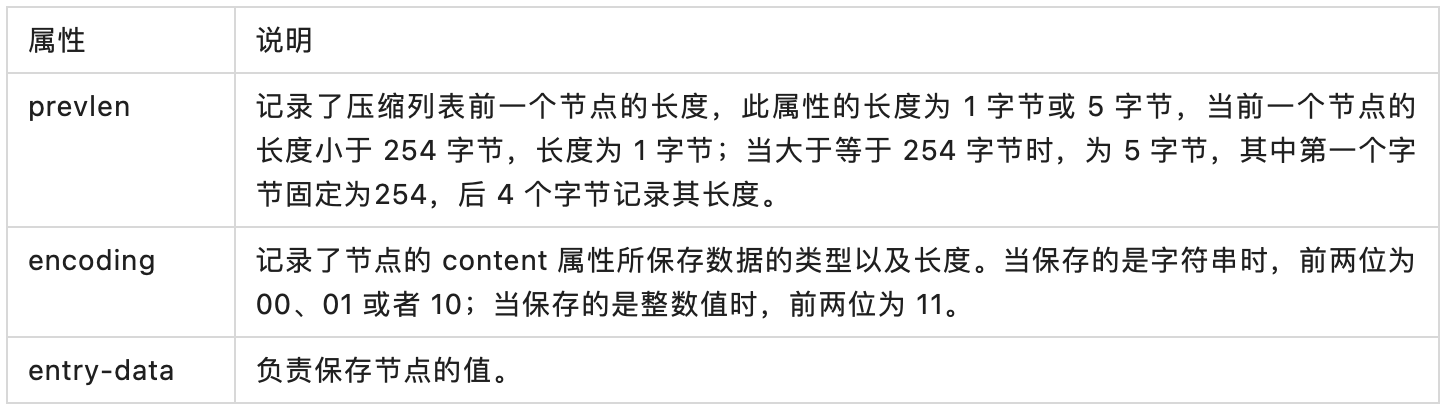 属性 说明
prevlen 记录了压缩列表前一个节点的长度，此属性的长度为 1 字节或 5 字节，当前一个节点的
长度小于 254 字节，长度为 1 字节；当大于等于 254 字节时，为 5 字节，其中第一个字
节固定为254，后 4 个字节记录其长度。
encoding 记录了节点的 content 属性所保存数据的类型以及长度。当保存的是字符串时，前两位为
00、01 或者 10；当保存的是整数值时，前两位为 11。
entry-data 负责保存节点的值。